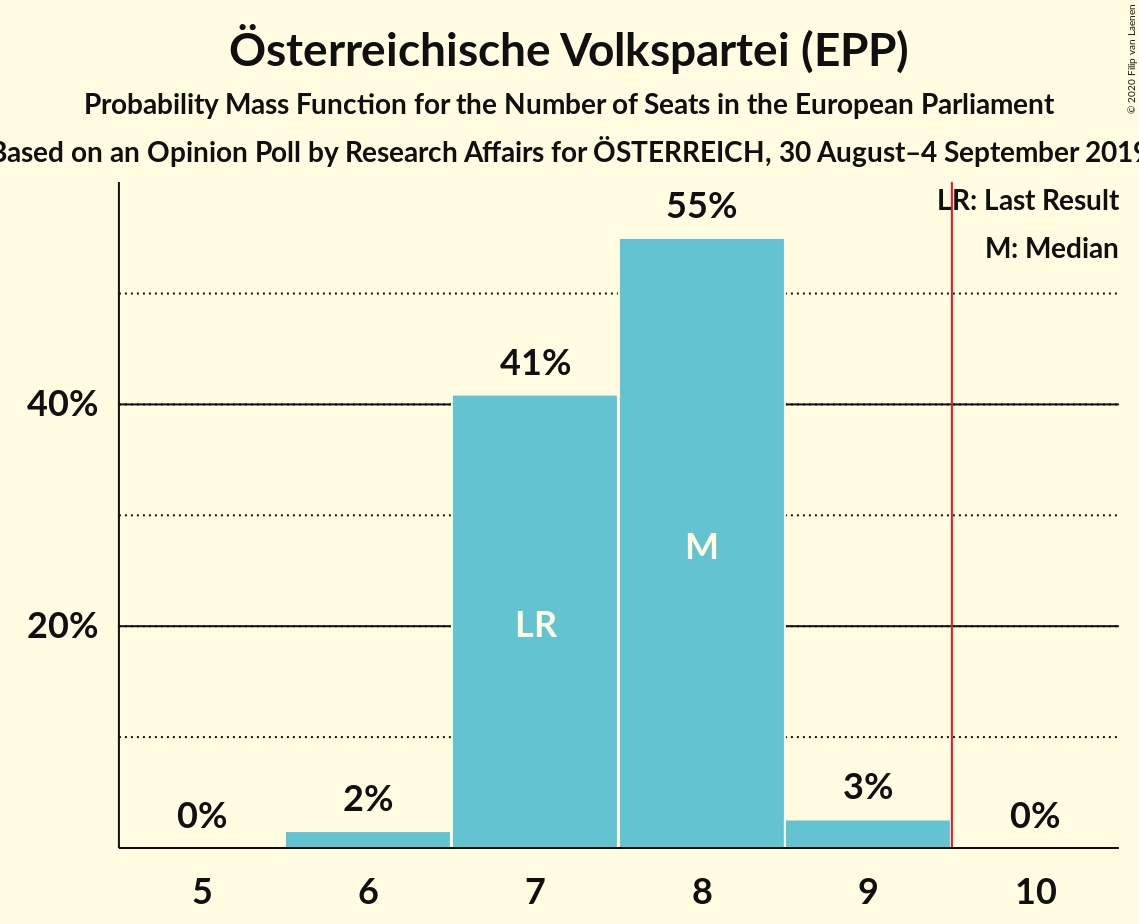 Österreichische Volkspartei (EPP)
Probability Mass Function for the Number of Seats in the European Parliament
Based on an Opinion Poll by Research Affairs for ÖSTERREICH, 30 August–4 September 2019
© 2020 Filip van Laenen
LR: Last Result
M: Median
55%
41%
40%
M
LR
20%
2%
3%
0%
0%
5 6 7 8 9 10